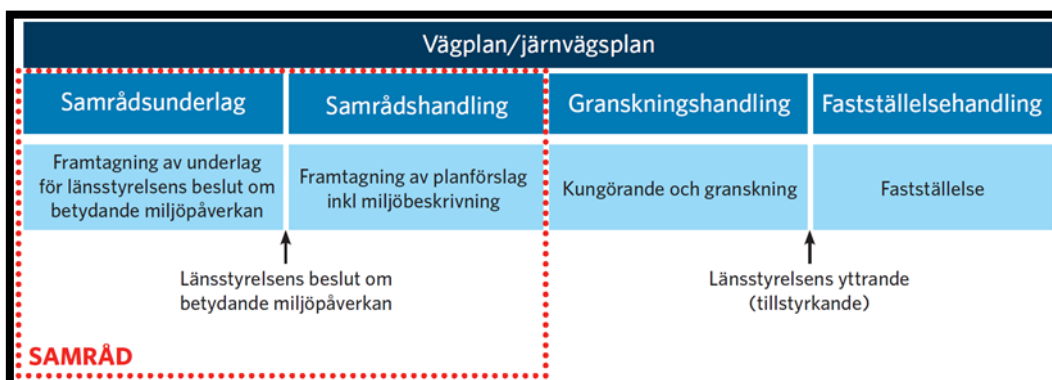 Vägplan/järnvägsplan
Samrådsunderlag
Samrådshandling
Granskningshandling
Fastställelsehandling
Framtagning av underlag
för länsstyrelsens beslut om
betydande miljöpåverkan
Framtagning av planförslag
inkl miljöbeskrivning
Kungörande och granskning
Fastställelse
Länsstyrelsens beslut om
betydande miljöpåverkan
Länsstyrelsens yttrande
(tillstyrkande)
SAMRÅD